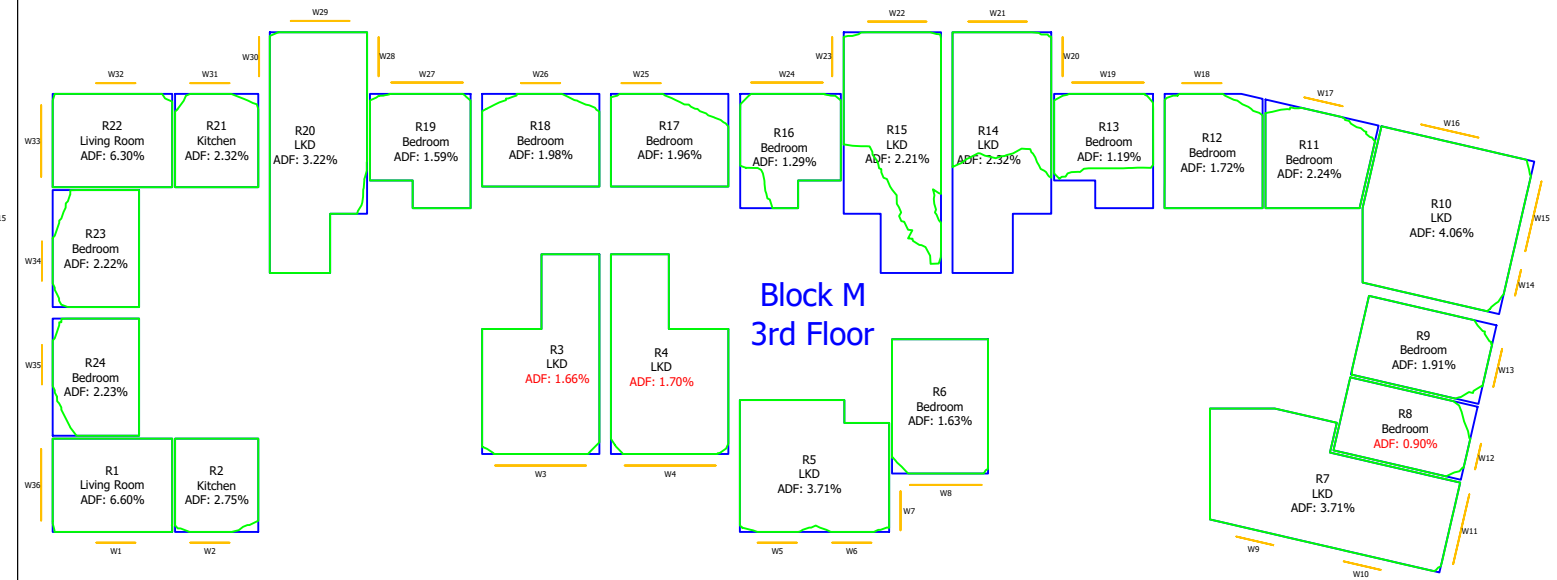 W29
W22
W21
W30
W28
W23
W20
W32
W31
W27
W26
W25
W24
W19
W18
W17
W16
W33
R22
Living Room
ADF: 6.30%
R21
Kitchen
ADF: 2.32%
R20
LKD
ADF: 3.22%
R19
Bedroom
ADF: 1.59%
R18
Bedroom
ADF: 1.98%
R17
Bedroom
ADF: 1.96%
R16
Bedroom
ADF: 1.29%
R15
LKD
ADF: 2.21%
R14
LKD
ADF: 2.52%
R13
Bedroom
ADF: 1.19%
R12
Bedroom
ADF: 1.72%
R11
Bedroom
ADF: 2.24%
R10
LKD
ADF: 4.06%
W15
15
R23
Bedroom
ADF: 2.22%
W34
W14
Block M
3rd Floor
R3
LKD
ADF: 1.66%
R4
LKD
ADF: 1.70%
R9
Bedroom
ADF: 1.91%
W13
W35
R24
Bedroom
ADF: 2.23%
R6
Bedroom
ADF: 1.63%
R8
Bedroom
ADF: 0.90%
W12
W36
R1
Living Room
ADF: 6.60%
R2
Kitchen
ADF: 2.75%
W3
W4
R5
LKD
ADF: 3.71%
W8
W7
R7
LKD
ADF: 3.71%
W11
W1
W2
W5
W6
W9
W10